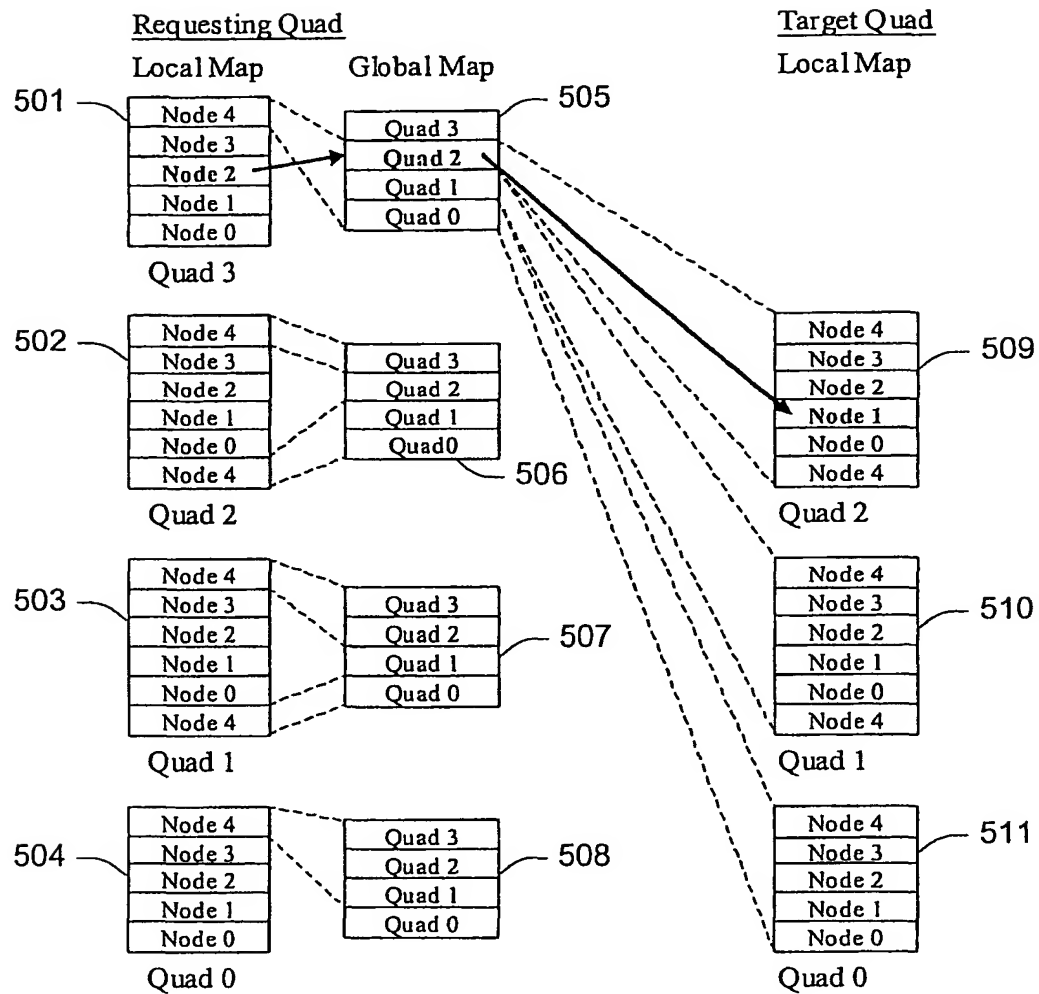 Requesting Quad
Local Map
Global Map
501
Node 4
Node 3
Node 2
Node 1
Node 0
Quad 3
505
Quad 3
Quad 2
Quad 1
Quad 0
502
Node 4
Node 3
Node 2
Node 1
Node 0
Node 4
Quad 2
Quad 3
Quad 2
Quad 1
Quad0
506
503
Node 4
Node 3
Node 2
Node 1
Node 0
Node 4
Quad 1
Quad 3
Quad 2
Quad 1
Quad 0
507
504
Node 4
Node 3
Node 2
Node 1
Node 0
Quad 0
Quad 3
Quad 2
Quad 1
Quad 0
508
Target Quad
Local Map
Node 4
Node 3
Node 2
Node 1
Node 0
Node 4
509
Quad 2
Node 4
Node 3
Node 2
Node 1
Node 0
Node 4
510
Quad 1
Node 4
Node 3
Node 2
Node 1
Node 0
511
Quad 0